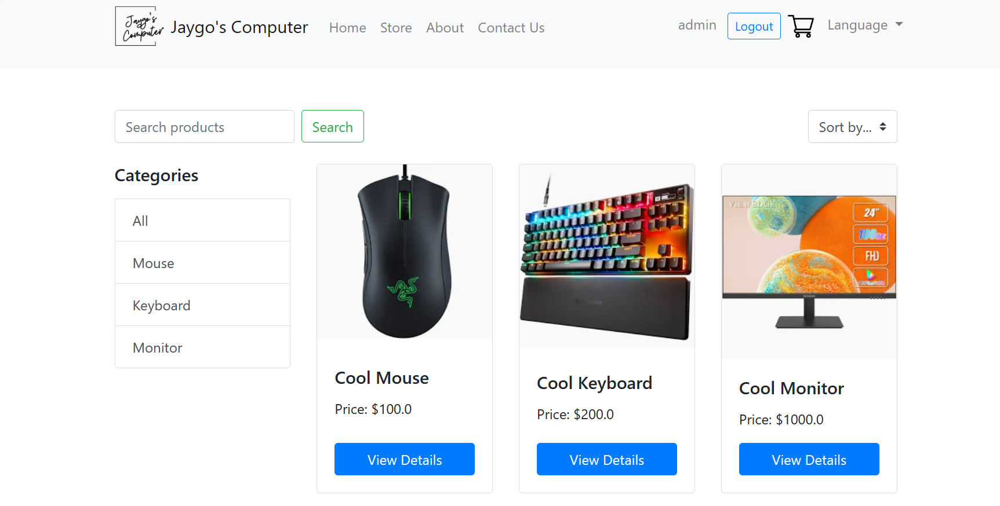 Jaygo's
Computer
Jaygo's Computer
Home
Store
About
Contact Us
admin
Logout
Language
Search products
Search
Sort by...
Categories
All
Mouse
Keyboard
Monitor
VIEWEDGE
24"
100Hz
FHD
Cool Mouse
Price: $100.0
View Details
Cool Keyboard
Price: $200.0
View Details
Cool Monitor
Price: $1000.0
View Details